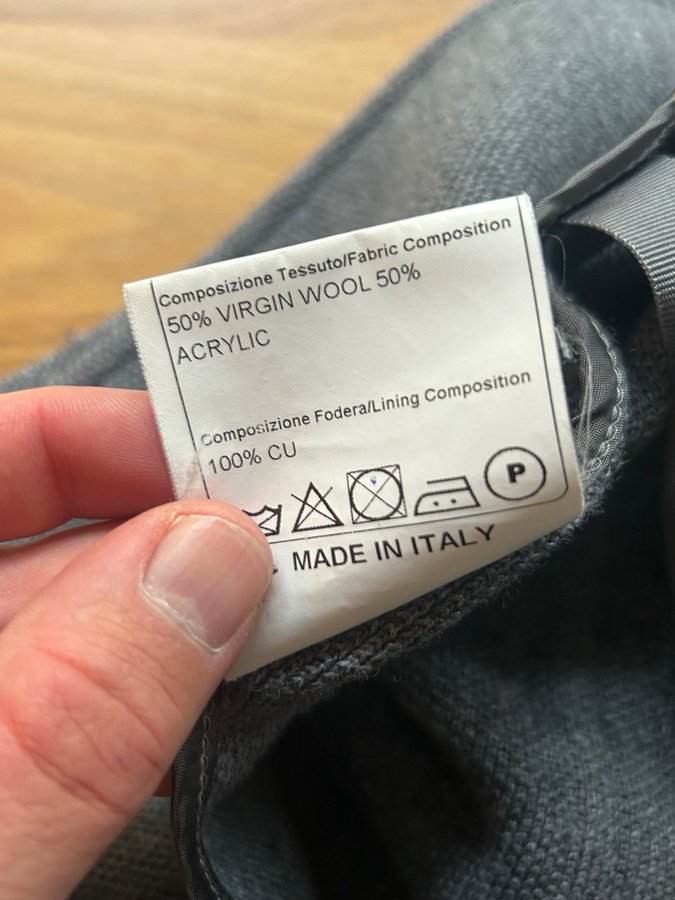 Composizione Tessuto/Fabric Composition
50% VIRGIN WOOL 50%
ACRYLIC
Composizione Fodera/Lining Composition
100% CU
P
MADE IN ITALY